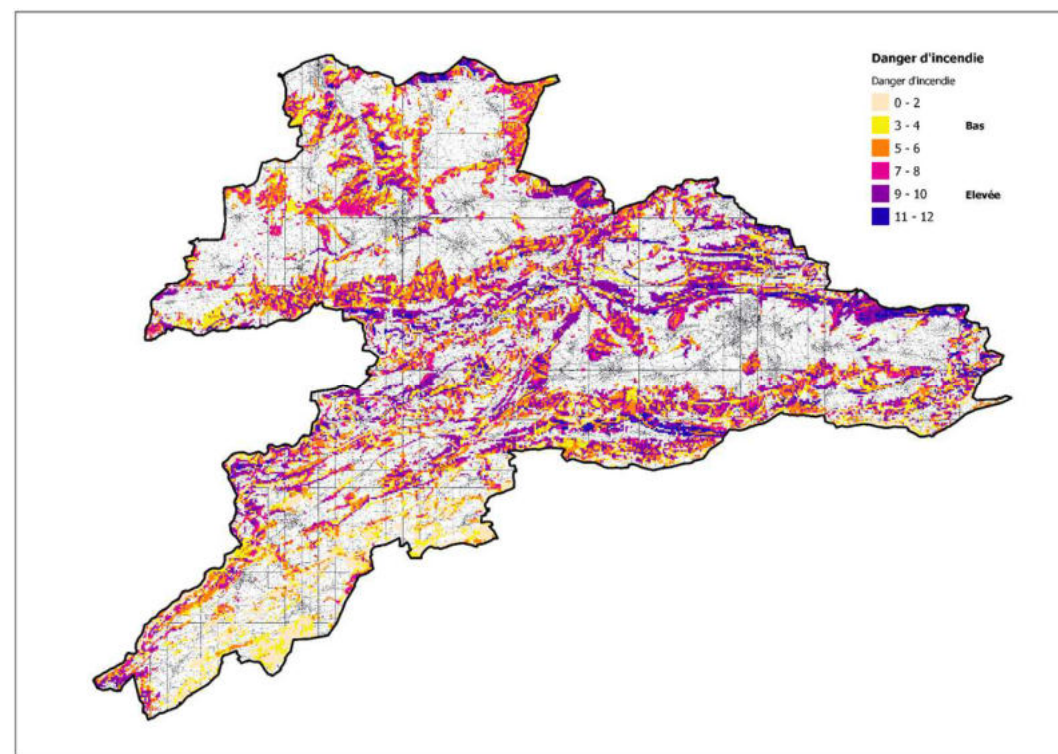 Danger d'incendie
Danger d'incendie
0 - 2
3 - 4 Bas
5 - 6
7 - 8
9 - 10 Elevée
11 - 12